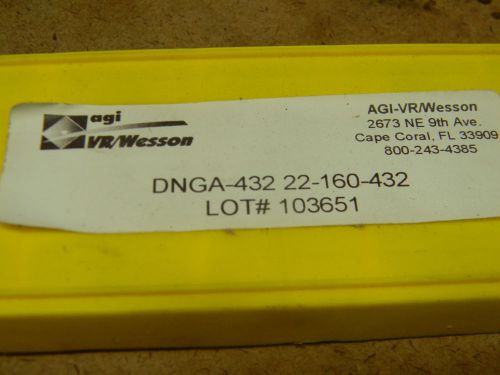 agi
VR/Wesson
AGI-VR/Wesson
2673 NE 9th Ave.
Cape Coral, FL 33909
800-243-4385
DNGA-432 22-160-432
LOT# 103651